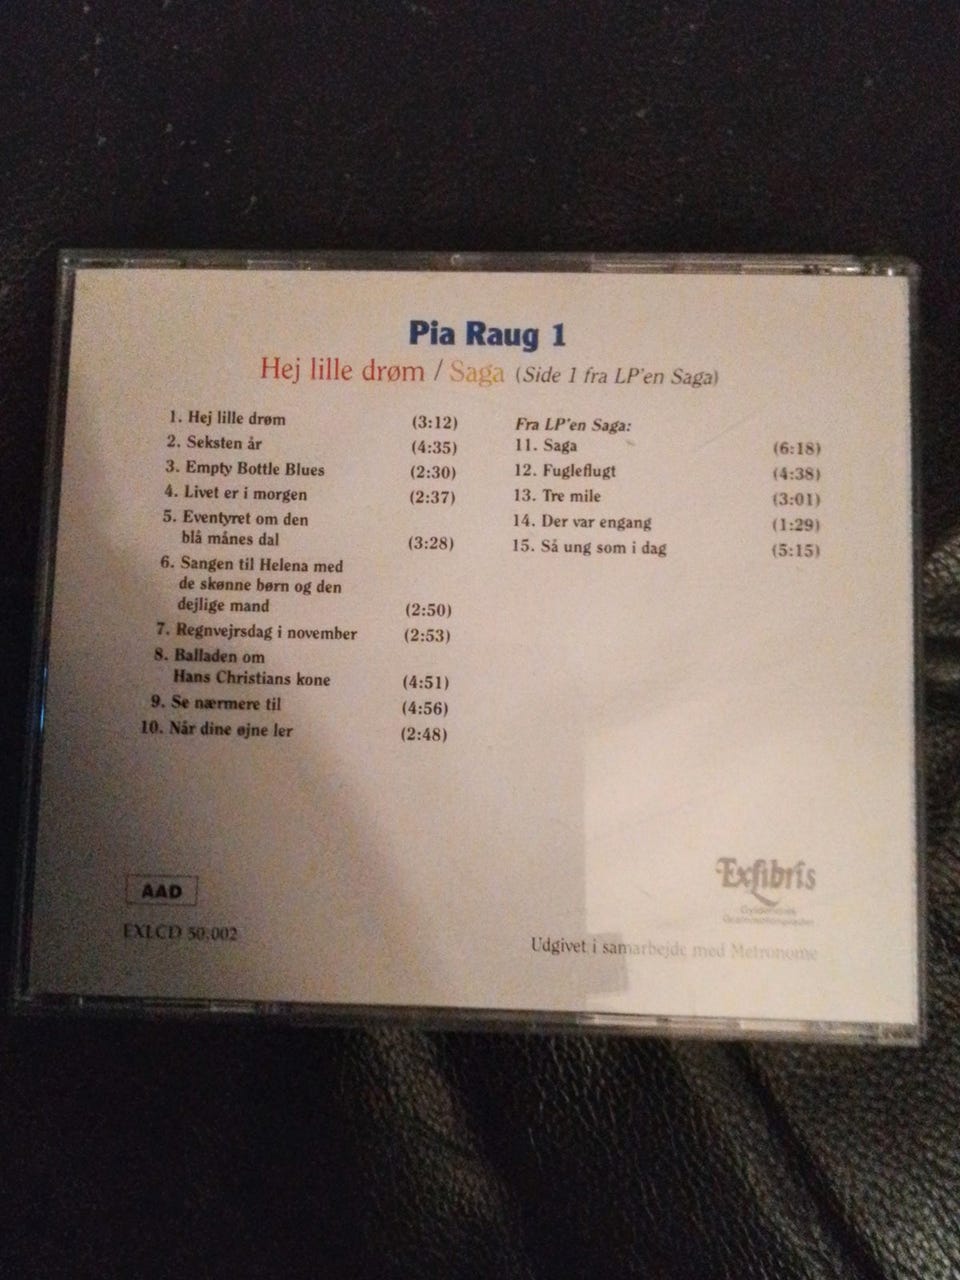 Pia Raug 1
Hej lille drøm / Saga (Side 1 fra LP'en Saga)
1. Hej lille drøm (3:12)
2. Seksten år (4:35)
3. Empty Bottle Blues (2:30)
4. Livet er i morgen (2:37)
5. Eventyret om den
blå månes dal (3:28)
6. Sangen til Helena med
de skønne børn og den
dejlige mand (2:50)
7. Regnvejrsdag i november (2:53)
8. Balladen om
Hans Christians kone (4:51)
9. Se nærmere til (4:56)
10. Når dine øjne ler (2:48)
Fra LP'en Saga:
11. Saga (6:18)
12. Fugleflugt (4:38)
13. Tre mile (3:01)
14. Der var engang (1:29)
15. Så ung som i dag (5:15)
AAD
EXLCD 50.002
Exlibris
Gyldendals
Udgivet i samarbejde med Metronome